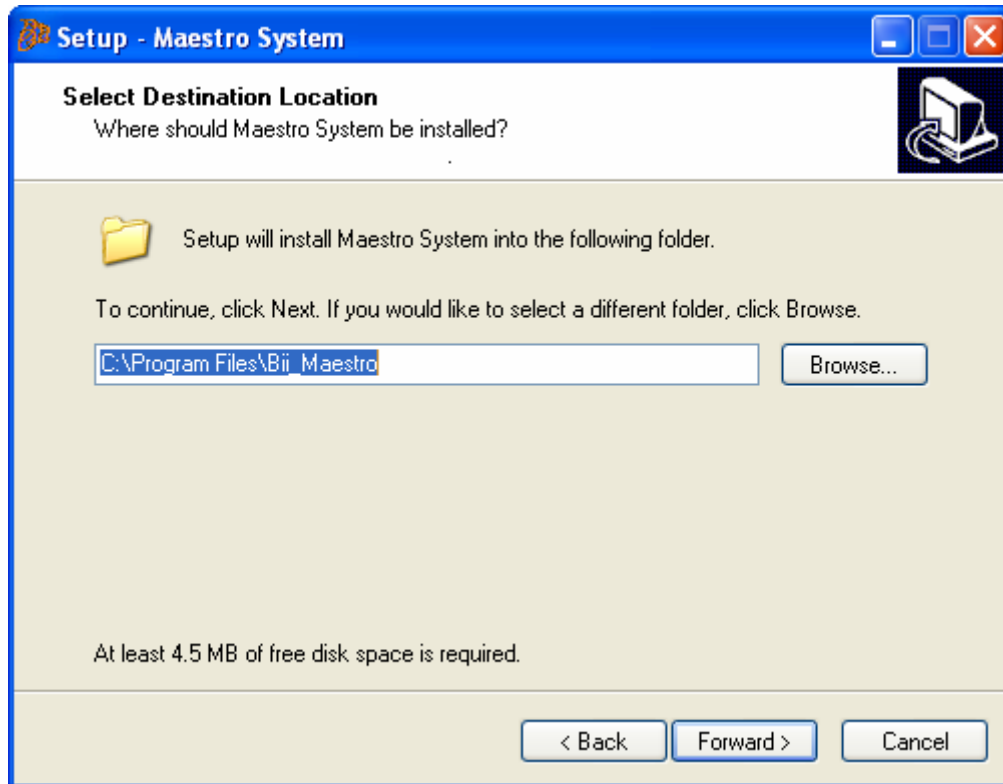 Setup - Maestro System
Select Destination Location
Where should Maestro System be installed?
Setup will install Maestro System into the following folder.
To continue, click Next. If you would like to select a different folder, click Browse.
C:\Program Files\Bii_Maestro
Browse...
At least 4.5 MB of free disk space is required.
< Back
Forward >
Cancel